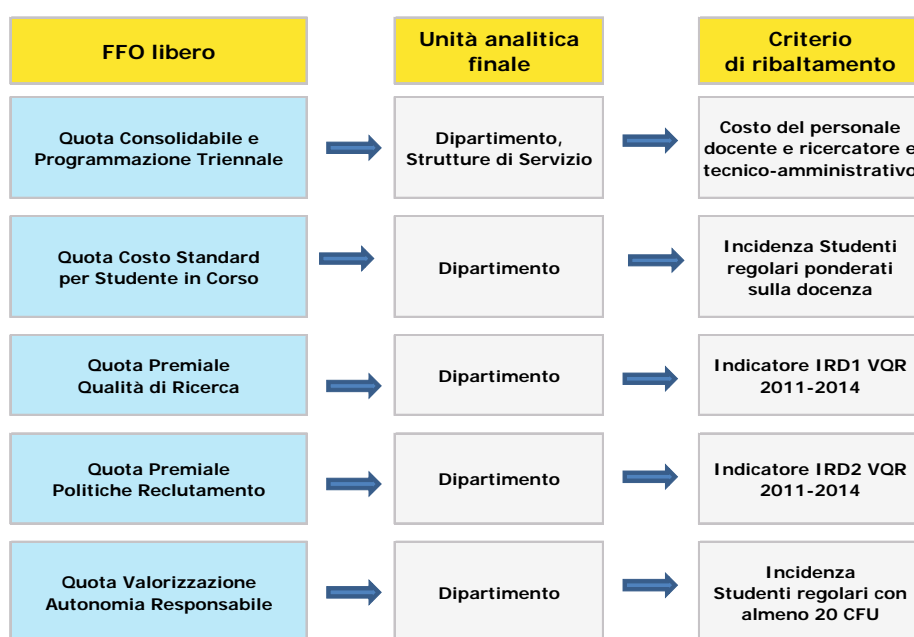 FFO libero
Unità analitica
finale
Criterio
di ribaltamento
Quota Consolidabile e
Programmazione Triennale
Dipartimento,
Strutture di Servizio
Costo del personale
docente e ricercatore e
tecnico-amministrativo
Quota Costo Standard
per Studente in Corso
Dipartimento
Incidenza Studenti
regolari ponderati
sulla docenza
Quota Premiale
Qualità di Ricerca
Dipartimento
Indicatore IRD1 VQR
2011-2014
Quota Premiale
Politiche Reclutamento
Dipartimento
Indicatore IRD2 VQR
2011-2014
Quota Valorizzazione
Autonomia Responsabile
Dipartimento
Incidenza
Studenti regolari con
almeno 20 CFU